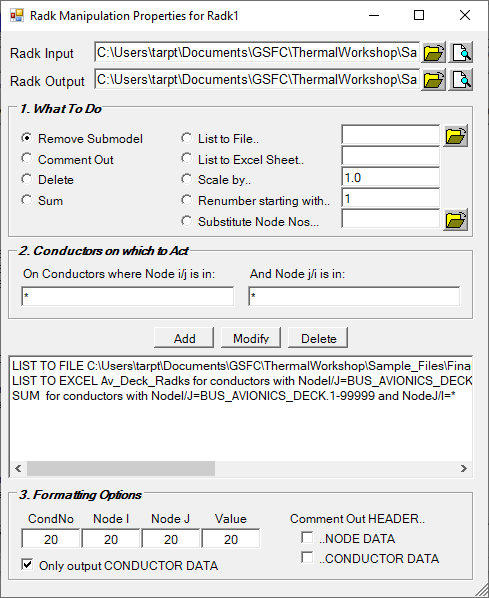 Radk Manipulation Properties for Radk1
Radk Input C:\Users\tarpt\Documents\GSFC\ThermalWorkshop\Sa
Radk Output C:\Users\tarpt\Documents\GSFC\ThermalWorkshop\Sa
1. What To Do
Remove Submodel List to File..
Comment Out List to Excel Sheet..
Delete Scale by.. 1.0
Sum Renumber starting with.. 1
Substitute Node Nos...
2. Conductors on which to Act
On Conductors where Node i/j is in: And Node j/i is in:
* *
Add Modify Delete
LIST TO FILE C:\Users\tarpt\Documents\GSFC\ThermalWorkshop\Sample_Files\Fina
LIST TO EXCEL Av_Deck_Radks for conductors with NodeI/J=BUS_AVIONICS_DECK
SUM for conductors with NodeI/J=BUS_AVIONICS_DECK.1-99999 and NodeJ/I=*
3. Formatting Options
CondNo Node I Node J Value Comment Out HEADER..
20 20 20 20 ..NODE DATA
Only output CONDUCTOR DATA ..CONDUCTOR DATA